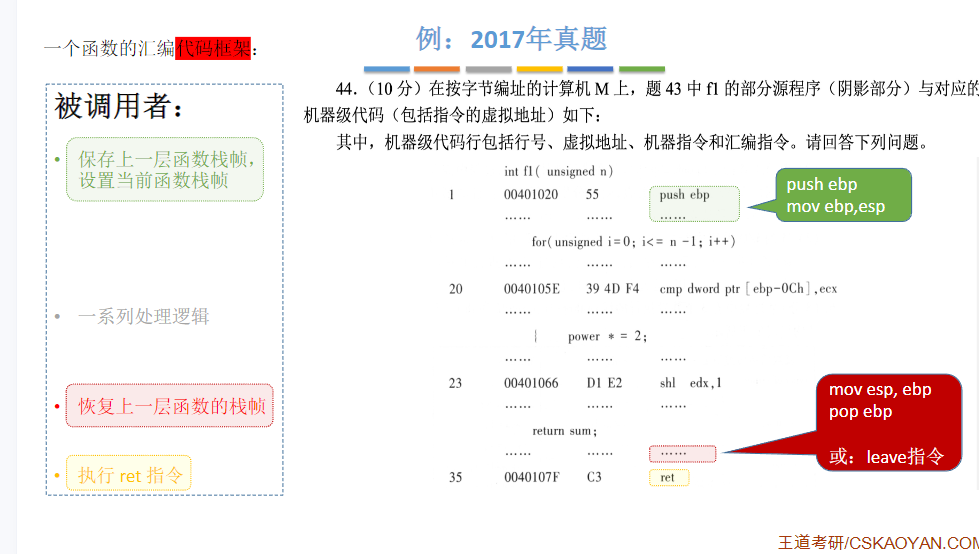 一个函数的汇编代码框架：
例：2017年真题
被调用者：
• 保存上一层函数栈帧，
设置当前函数栈帧
• 一系列处理逻辑
• 恢复上一层函数的栈帧
• 执行 ret 指令
44.（10 分）在按字节编址的计算机 M 上，题 43 中 f1 的部分源程序（阴影部分）与对应的
机器级代码（包括指令的虚拟地址）如下：
其中，机器级代码行包括行号、虚拟地址、机器指令和汇编指令。请回答下列问题。
int f1( unsigned n)
1 00401020 55 push ebp
…… …… ……
for(unsigned i=0; i<= n -1; i++)
…… …… ……
20 0040105E 39 4D F4 cmp dword ptr [ebp-0Ch],ecx
…… …… ……
{ power * = 2;
…… …… ……
23 00401066 D1 E2 shl edx,1
…… …… ……
return sum;
…… …… ……
35 0040107F C3 ret
push ebp
mov ebp,esp
mov esp, ebp
pop ebp
或：leave指令
王道考研/CSKAOYAN.COM